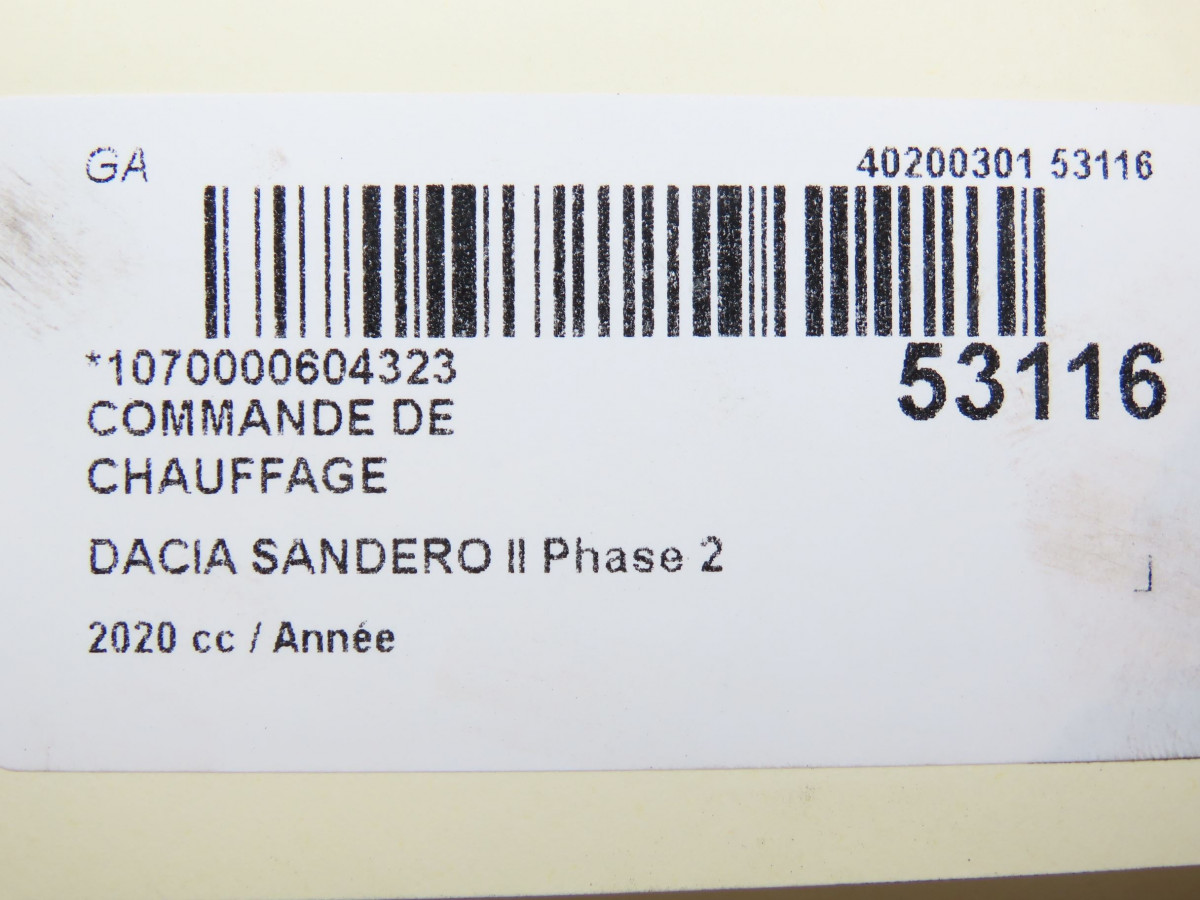 GA
40200301 53116
*1070000604323
53116
COMMANDE DE
CHAUFFAGE
DACIA SANDERO II Phase 2
2020 cc / Année